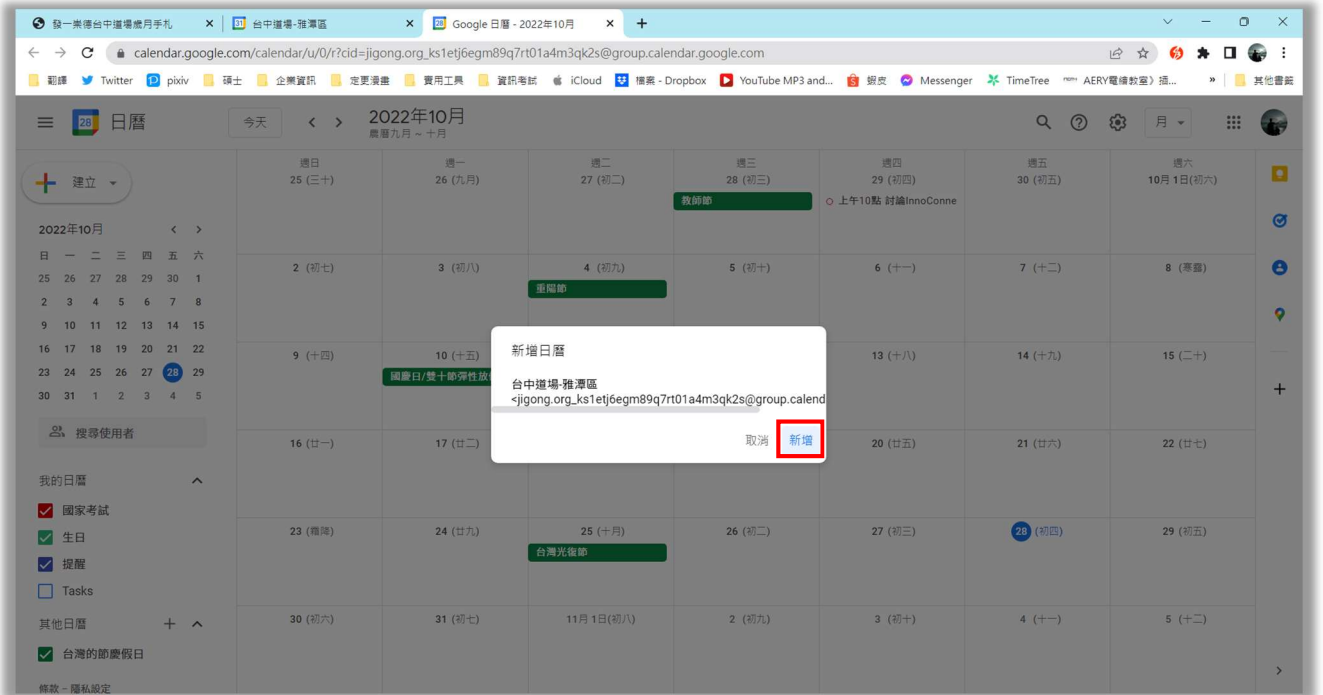 發一崇德台中道場歲月手札
台中道場-雅潭區
Google 日曆 - 2022年10月
calendar.google.com/calendar/u/0/r?cid=jigong.org_ks1etj6egm89q7rt01a4m3qk2s@group.calendar.google.com
翻譯 Twitter pixiv 碩士 企業資訊 定更漫畫 實用工具 資訊考試 iCloud 檔案 - Dropbox YouTube MP3 and... 蝦皮 Messenger TimeTree AERY電繪教室》插... » 其他書籤
28 日曆 今天 2022年10月 月
農曆九月 ~ 十月
建立
週日 週一 週二 週三 週四 週五 週六
25 (三十) 26 (九月) 27 (初二) 28 (初三) 29 (初四) 30 (初五) 10月 1日(初六)
教師節 上午10點 討論InnoConne
2022年10月
日 一 二 三 四 五 六
25 26 27 28 29 30 1
2 3 4 5 6 7 8
9 10 11 12 13 14 15
16 17 18 19 20 21 22
23 24 25 26 27 28 29
30 31 1 2 3 4 5
2 (初七) 3 (初八) 4 (初九) 5 (初十) 6 (十一) 7 (十二) 8 (寒露)
重陽節
9 (十四) 10 (十五) 13 (十八) 14 (十九) 15 (二十)
國慶日/雙十節彈性放
新增日曆
台中道場-雅潭區
<jigong.org_ks1etj6egm89q7rt01a4m3qk2s@group.calend
取消 新增
搜尋使用者
16 (廿一) 17 (廿二) 20 (廿五) 21 (廿六) 22 (廿七)
我的日曆
國家考試
生日
提醒
Tasks
23 (霜降) 24 (廿九) 25 (十月) 26 (初二) 27 (初三) 28 (初四) 29 (初五)
台灣光復節
其他日曆
台灣的節慶假日
30 (初六) 31 (初七) 11月 1日(初八) 2 (初九) 3 (初十) 4 (十一) 5 (十二)
條款 – 隱私設定